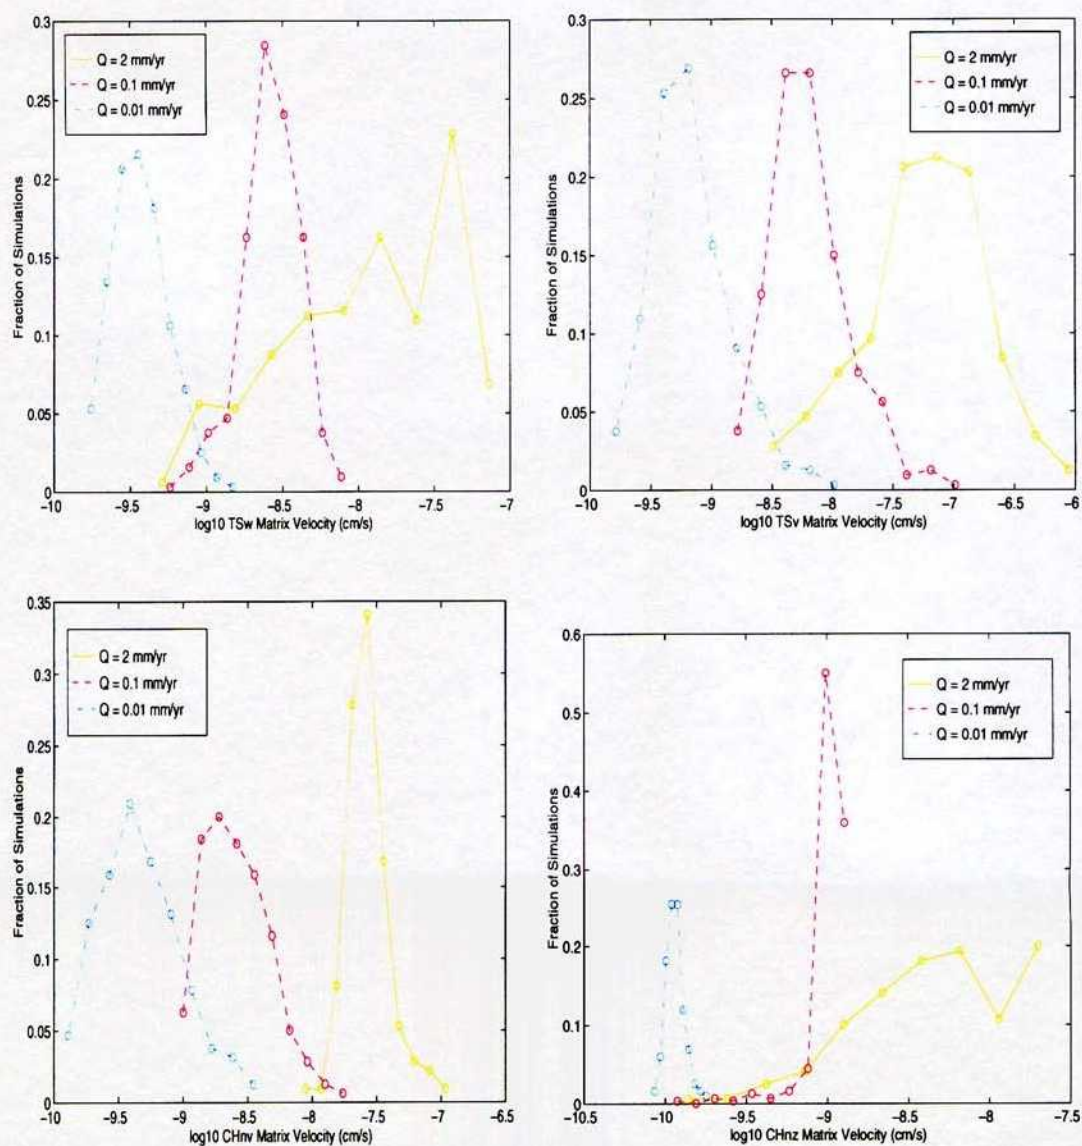 0.3
0.25
0.2
0.15
0.1
0.05
0
Fraction of Simulations
Q = 2 mm/yr
Q = 0.1 mm/yr
Q = 0.01 mm/yr
−10 −9.5 −9 −8.5 −8 −7.5 −7
log10 TSw Matrix Velocity (cm/s)
0.3
0.25
0.2
0.15
0.1
0.05
0
Fraction of Simulations
Q = 2 mm/yr
Q = 0.1 mm/yr
Q = 0.01 mm/yr
−10 −9.5 −9 −8.5 −8 −7.5 −7 −6.5 −6
log10 TSv Matrix Velocity (cm/s)
0.35
0.3
0.25
0.2
0.15
0.1
0.05
0
Fraction of Simulations
Q = 2 mm/yr
Q = 0.1 mm/yr
Q = 0.01 mm/yr
−10 −9.5 −9 −8.5 −8 −7.5 −7 −6.5
log10 CHnv Matrix Velocity (cm/s)
0.6
0.5
0.4
0.3
0.2
0.1
0
Fraction of Simulations
Q = 2 mm/yr
Q = 0.1 mm/yr
Q = 0.01 mm/yr
−10.5 −10 −9.5 −9 −8.5 −8 −7.5
log10 CHnz Matrix Velocity (cm/s)